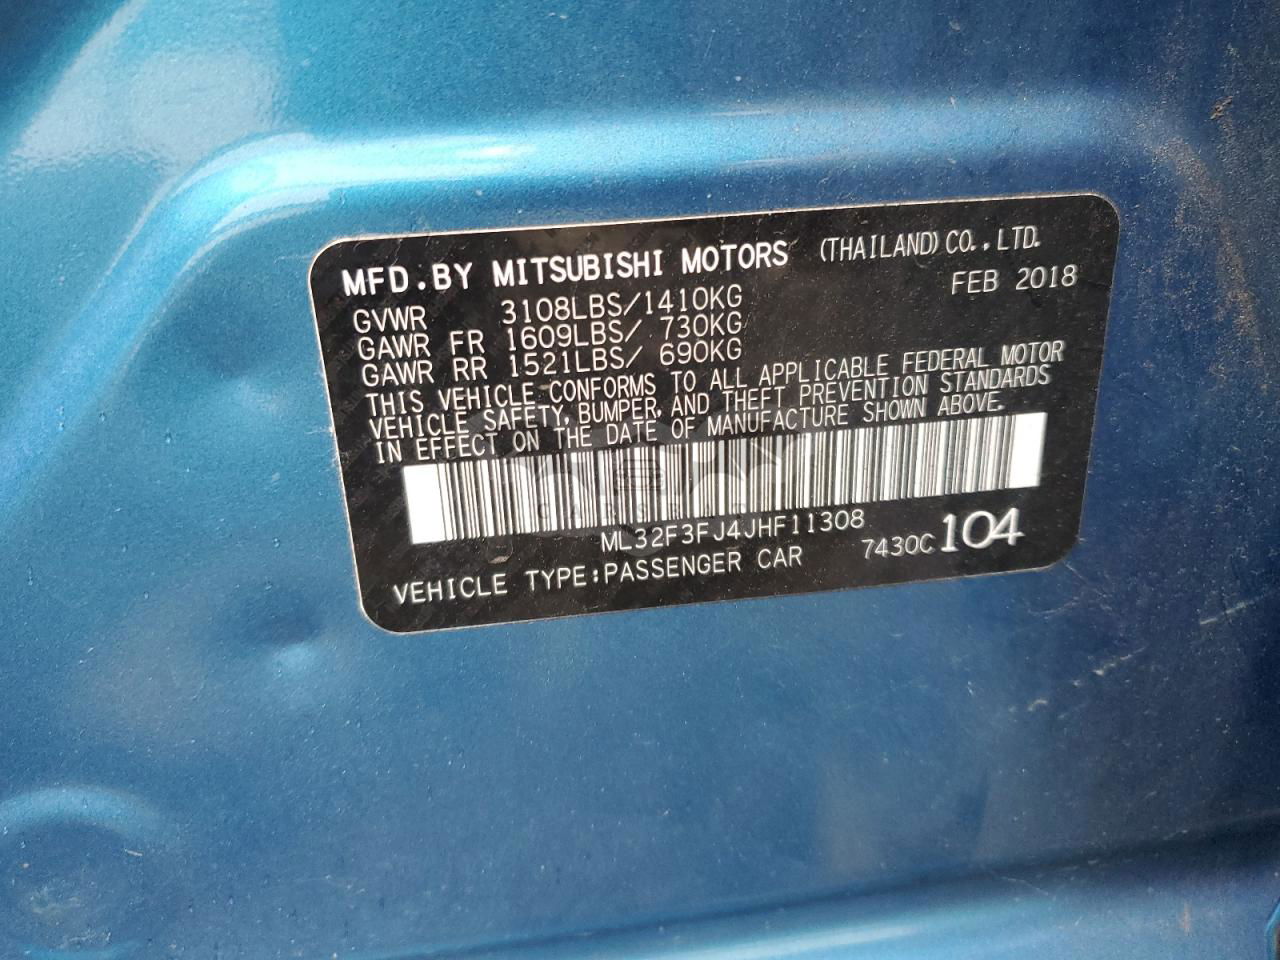 MFD.BY MITSUBISHI MOTORS (THAILAND) CO.,LTD.
FEB 2018
GVWR 3108LBS/1410KG
GAWR FR 1609LBS/ 730KG
GAWR RR 1521LBS/ 690KG
THIS VEHICLE CONFORMS TO ALL APPLICABLE FEDERAL MOTOR
VEHICLE SAFETY, BUMPER, AND THEFT PREVENTION STANDARDS
IN EFFECT ON THE DATE OF MANUFACTURE SHOWN ABOVE.
ML32F3FJ4JHF11308
VEHICLE TYPE:PASSENGER CAR 7430C 104